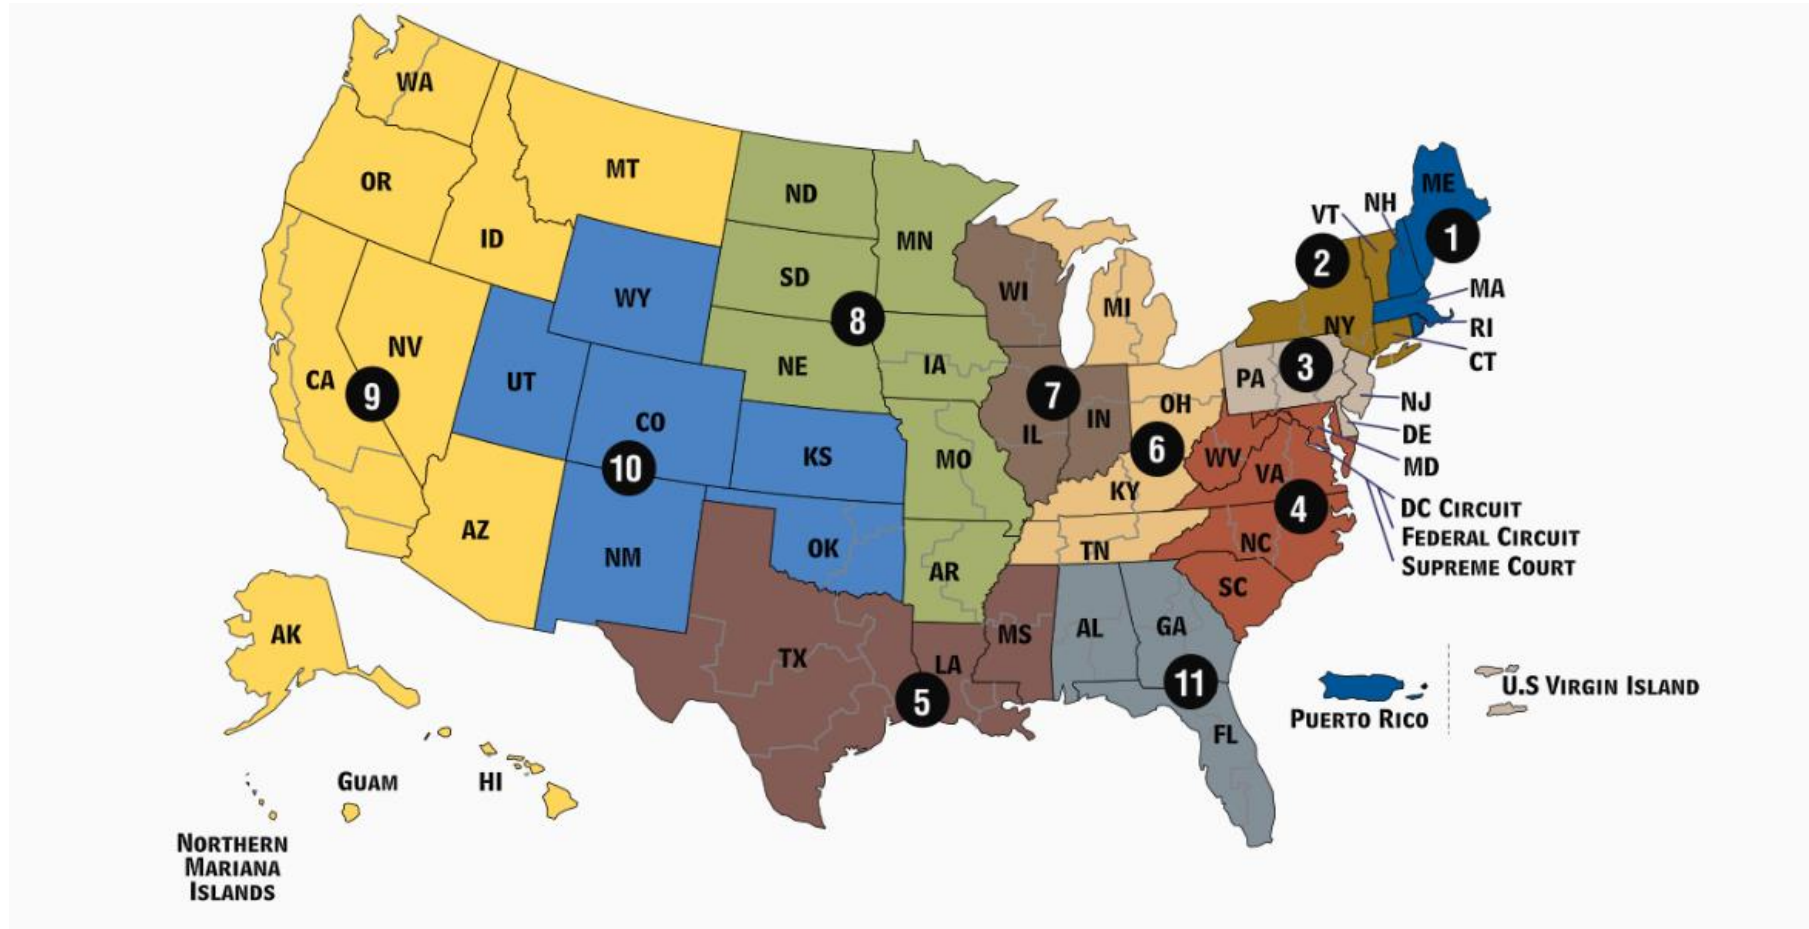 WA
MT
OR
ID
ND
MN
SD
WY
8
NE
IA
WI
MI
NV
CA
9
UT
CO
10
KS
MO
7
IL
IN
OH
6
KY
AZ
NM
OK
AR
TN
TX
LA
5
MS
AL
GA
11
FL
ME
1
NH
VT
2
MA
NY
RI
CT
3
PA
NJ
DE
MD
WV
VA
4
NC
SC
DC CIRCUIT
FEDERAL CIRCUIT
SUPREME COURT
AK
HI
GUAM
NORTHERN
MARIANA
ISLANDS
PUERTO RICO
U.S VIRGIN ISLAND